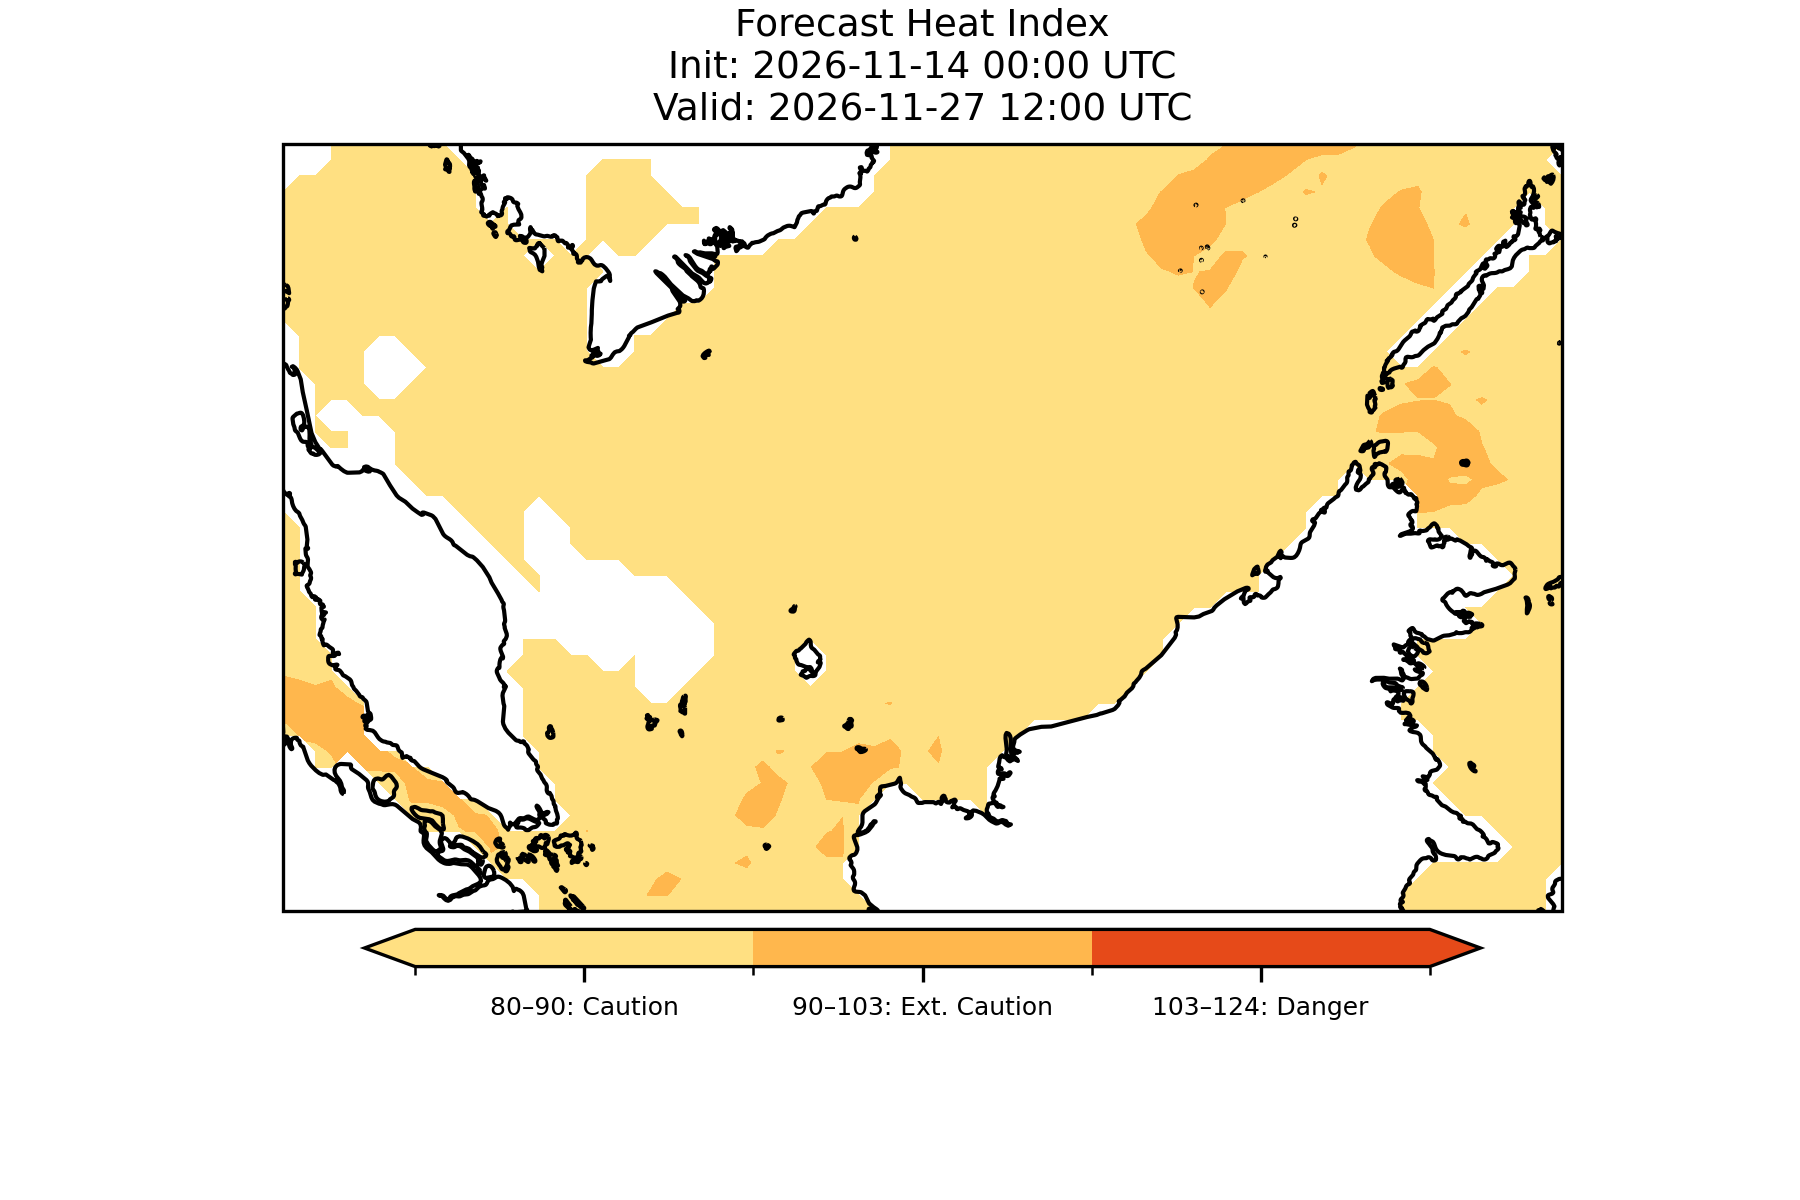 Forecast Heat Index
Init: 2026-11-14 00:00 UTC
Valid: 2026-11-27 12:00 UTC
80–90: Caution
90–103: Ext. Caution
103–124: Danger